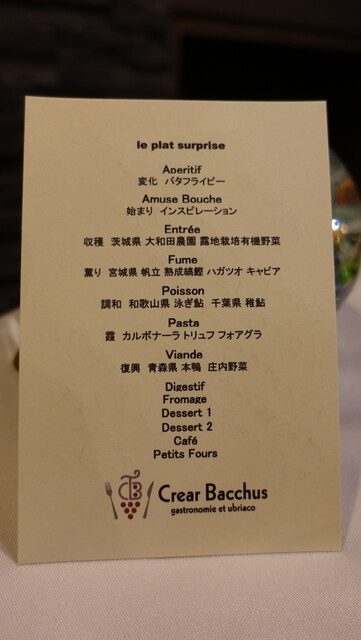 le plat surprise
Aperitif
変化 バタフライピー
Amuse Bouche
始まり インスピレーション
Entrée
収穫 茨城県 大和田農園 露地栽培有機野菜
Fume
薫り 宮城県 帆立 熟成縞鰹 ハガツオ キャビア
Poisson
調和 和歌山県 泳ぎ鮎 千葉県 稚鮎
Pasta
霞 カルボナーラ トリュフ フォアグラ
Viande
復興 青森県 本鴨 庄内野菜
Digestif
Fromage
Dessert 1
Dessert 2
Café
Petits Fours
Crear Bacchus
gastronomie et ubriaco